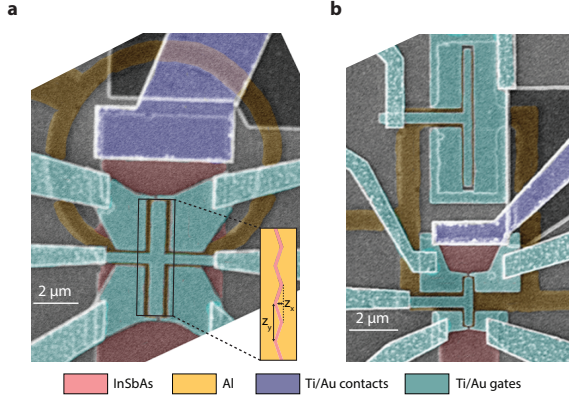 a
b
2 μm
z_x
z_y
2 μm
InSbAs
Al
Ti/Au contacts
Ti/Au gates